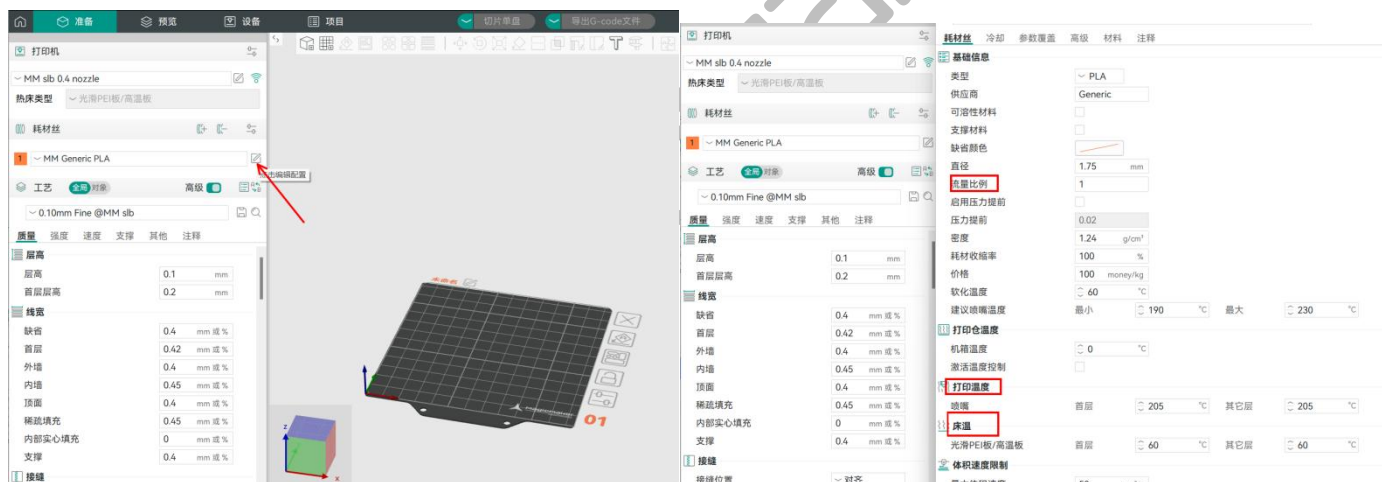 准备 预览 设备 项目 切片单盘 导出G-code文件
打印机
MM slb 0.4 nozzle
热床类型 光滑PEI板/高温板
耗材丝
1 MM Generic PLA
点击编辑配置
工艺 全局 对象 高级
0.10mm Fine @MM slb
质量 强度 速度 支撑 其他 注释
层高
层高 0.1 mm
首层层高 0.2 mm
线宽
缺省 0.4 mm 或 %
首层 0.42 mm 或 %
外墙 0.4 mm 或 %
内墙 0.45 mm 或 %
顶面 0.4 mm 或 %
稀疏填充 0.45 mm 或 %
内部实心填充 0 mm 或 %
支撑 0.4 mm 或 %
接缝
01
z
x
打印机
MM slb 0.4 nozzle
热床类型 光滑PEI板/高温板
耗材丝
1 MM Generic PLA
工艺 全局 对象 高级
0.10mm Fine @MM slb
质量 强度 速度 支撑 其他 注释
层高
层高 0.1 mm
首层层高 0.2 mm
线宽
缺省 0.4 mm 或 %
首层 0.42 mm 或 %
外墙 0.4 mm 或 %
内墙 0.45 mm 或 %
顶面 0.4 mm 或 %
稀疏填充 0.45 mm 或 %
内部实心填充 0 mm 或 %
支撑 0.4 mm 或 %
接缝
接缝位置 对齐
耗材丝 冷却 参数覆盖 高级 材料 注释
基础信息
类型 PLA
供应商 Generic
可溶性材料
支撑材料
缺省颜色
直径 1.75 mm
流量比例 1
启用压力提前
压力提前 0.02
密度 1.24 g/cm³
耗材收缩率 100 %
价格 100 money/kg
软化温度 60 °C
建议喷嘴温度 最小 190 °C 最大 230 °C
打印仓温度
机箱温度 0 °C
激活温度控制
打印温度
喷嘴 首层 205 °C 其它层 205 °C
床温
光滑PEI板/高温板 首层 60 °C 其它层 60 °C
体积速度限制